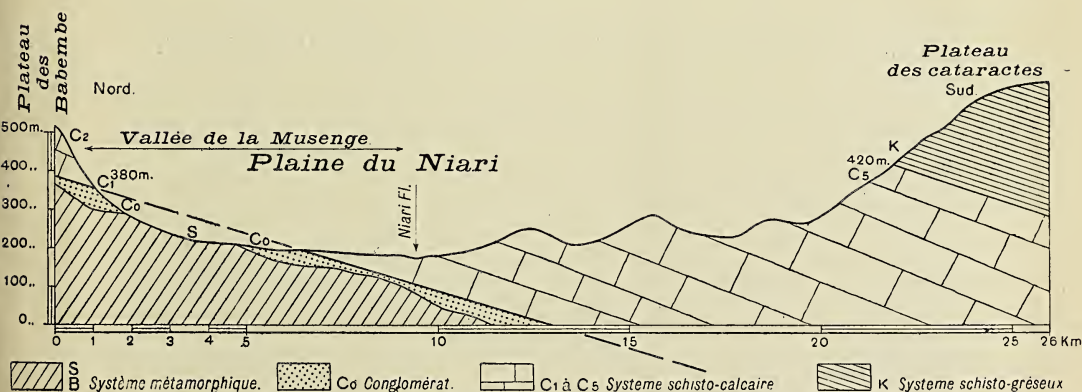 Plateau des Babembe
Nord.
Plateau
des cataractes
Sud.
500m.
400..
300..
200..
100..
0..
C2
Vallée de la Musenge
Plaine du Niari
C1 380m.
Co
S
Co
Niari Fl.
K
420m.
C5
0 1 2 3 4 5 10 15 20 25 26 Km
S
B Système métamorphique.
Co Conglomérat.
C1 à C5 Systeme schisto-calcaire
K Systeme schisto-gréseux